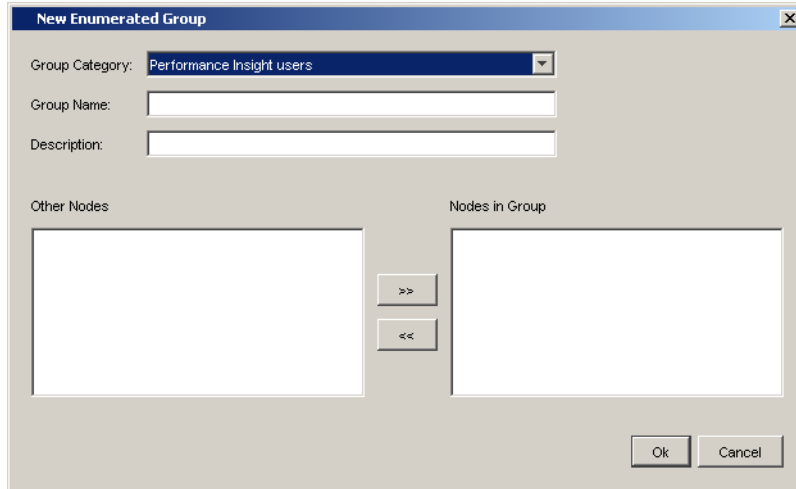 New Enumerated Group
Group Category: Performance Insight users
Group Name:
Description:
Other Nodes Nodes in Group
>>
<<
Ok Cancel